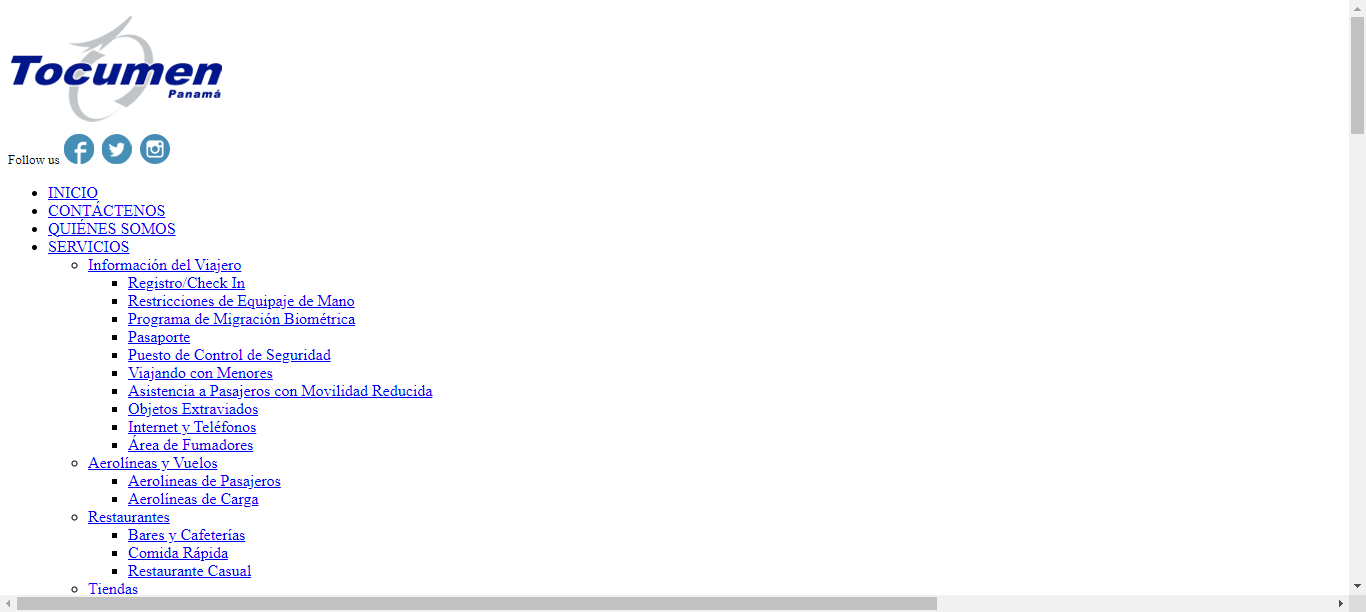 Tocumen
Panamá
Follow us
INICIO
CONTÁCTENOS
QUIÉNES SOMOS
SERVICIOS
Información del Viajero
Registro/Check In
Restricciones de Equipaje de Mano
Programa de Migración Biométrica
Pasaporte
Puesto de Control de Seguridad
Viajando con Menores
Asistencia a Pasajeros con Movilidad Reducida
Objetos Extraviados
Internet y Teléfonos
Área de Fumadores
Aerolíneas y Vuelos
Aerolineas de Pasajeros
Aerolíneas de Carga
Restaurantes
Bares y Cafeterías
Comida Rápida
Restaurante Casual
Tiendas